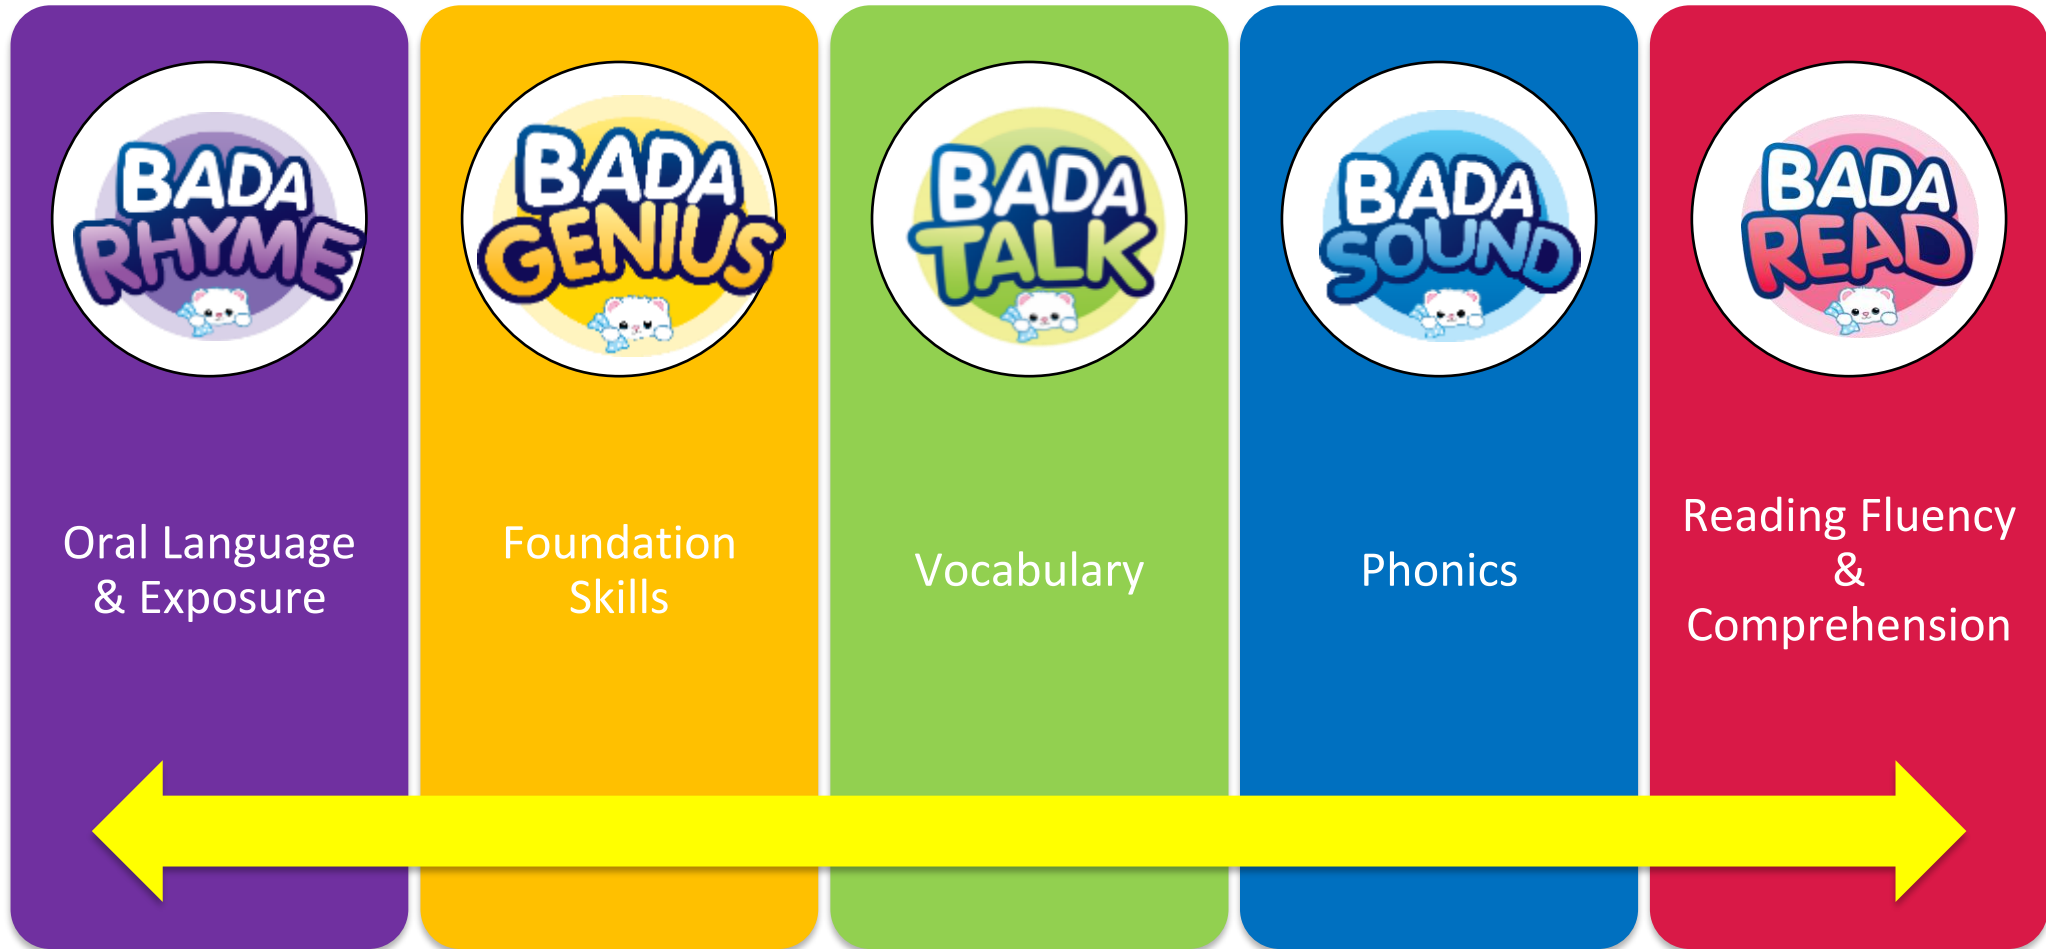 BADA
RHYME
Oral Language
& Exposure
BADA
GENIUS
Foundation
Skills
BADA
TALK
Vocabulary
BADA
SOUND
Phonics
BADA
READ
Reading Fluency
&
Comprehension